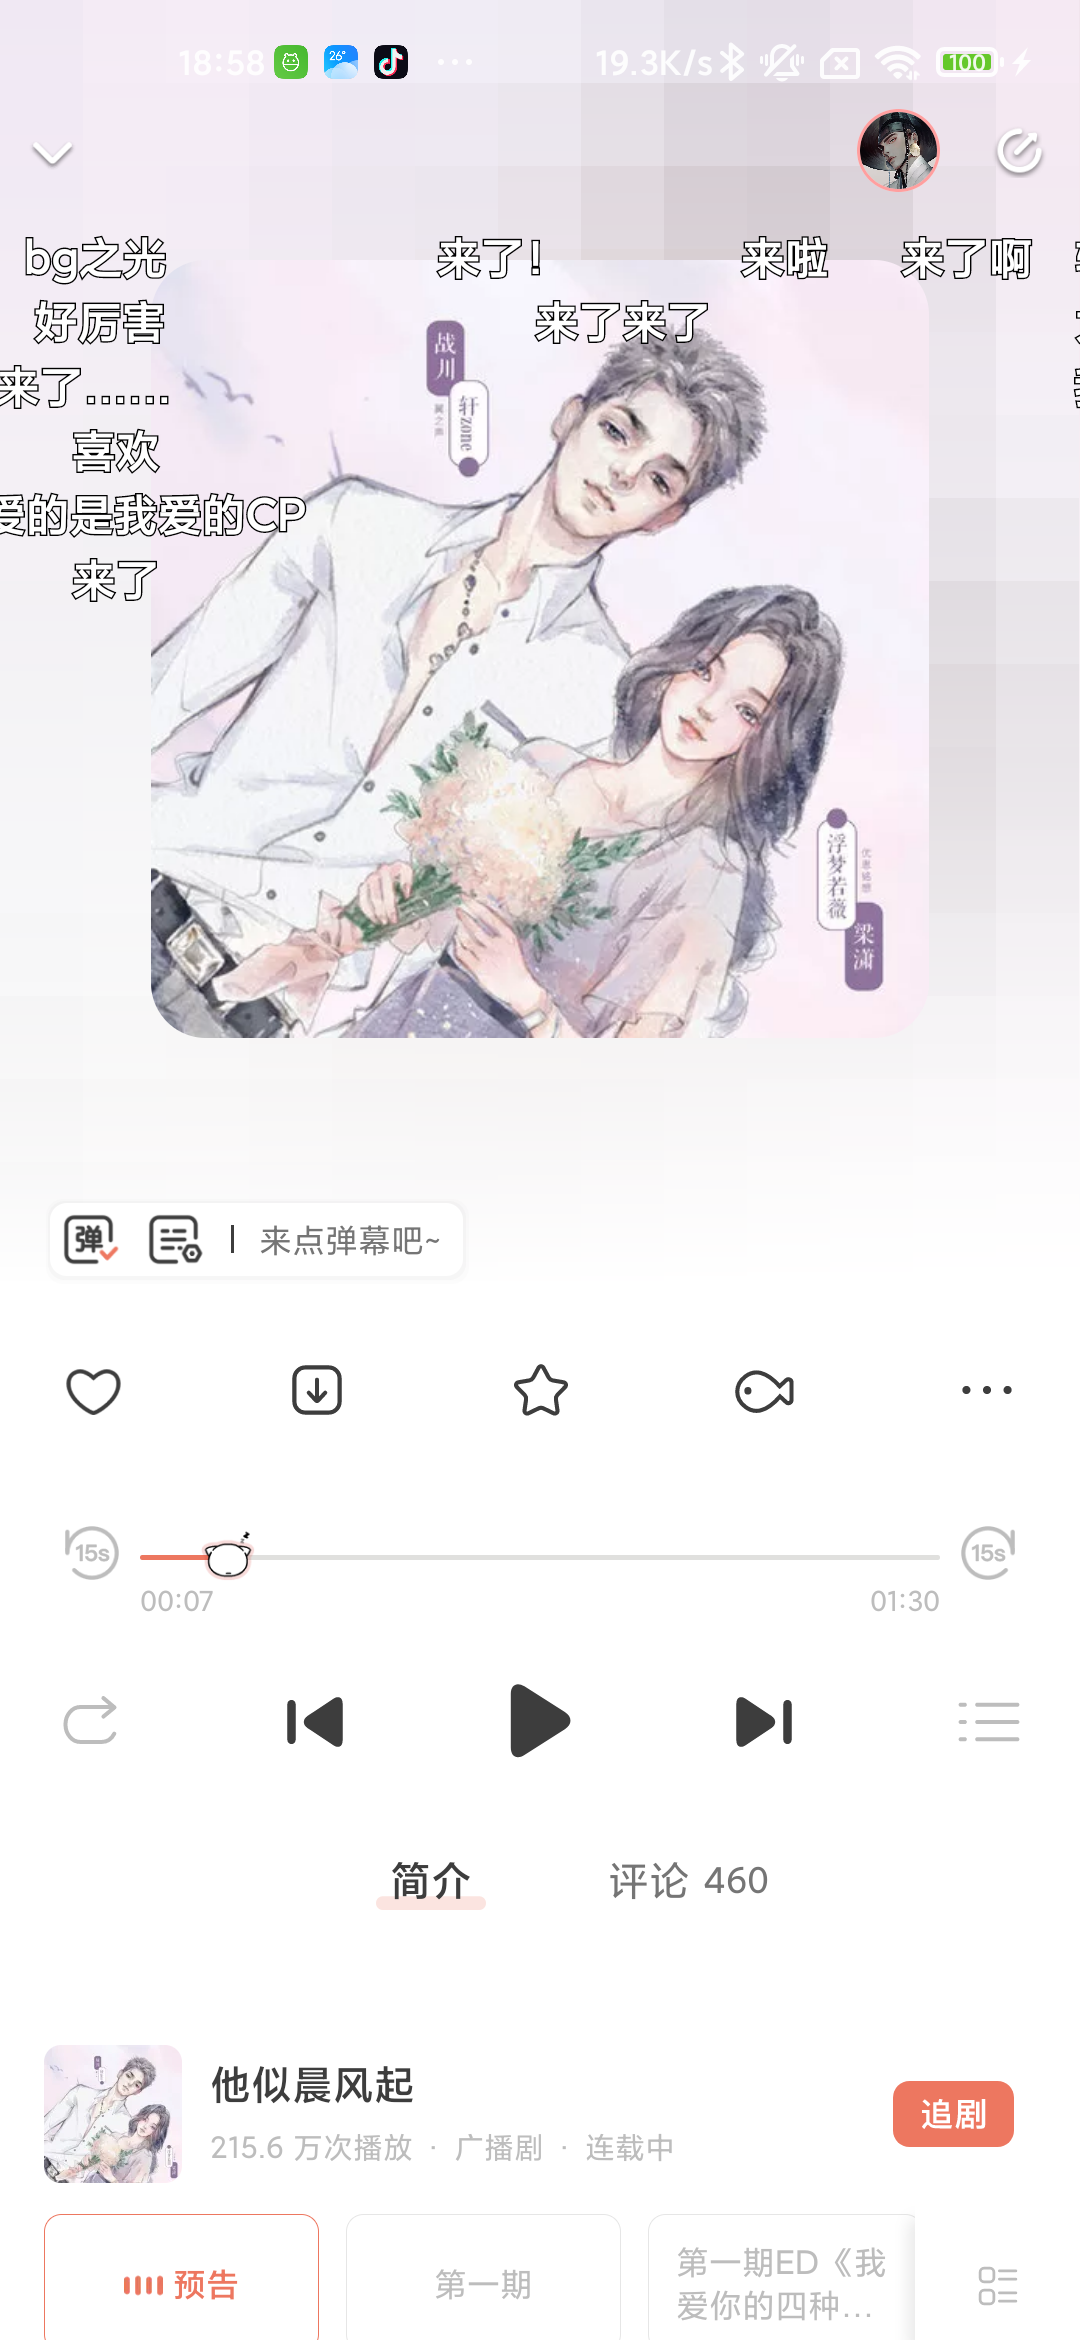 18:58
26°
19.3K/s
100
bg之光
来了！
来啦
来了啊
好厉害
来了来了
来了……
喜欢
爱的是我爱的CP
来了
战川
轩zone
翼之声
浮梦若薇
梁潇
弹
来点弹幕吧~
15s
15s
00:07
01:30
简介
评论 460
他似晨风起
215.6 万次播放 · 广播剧 · 连载中
追剧
预告
第一期
第一期ED《我
爱你的四种...